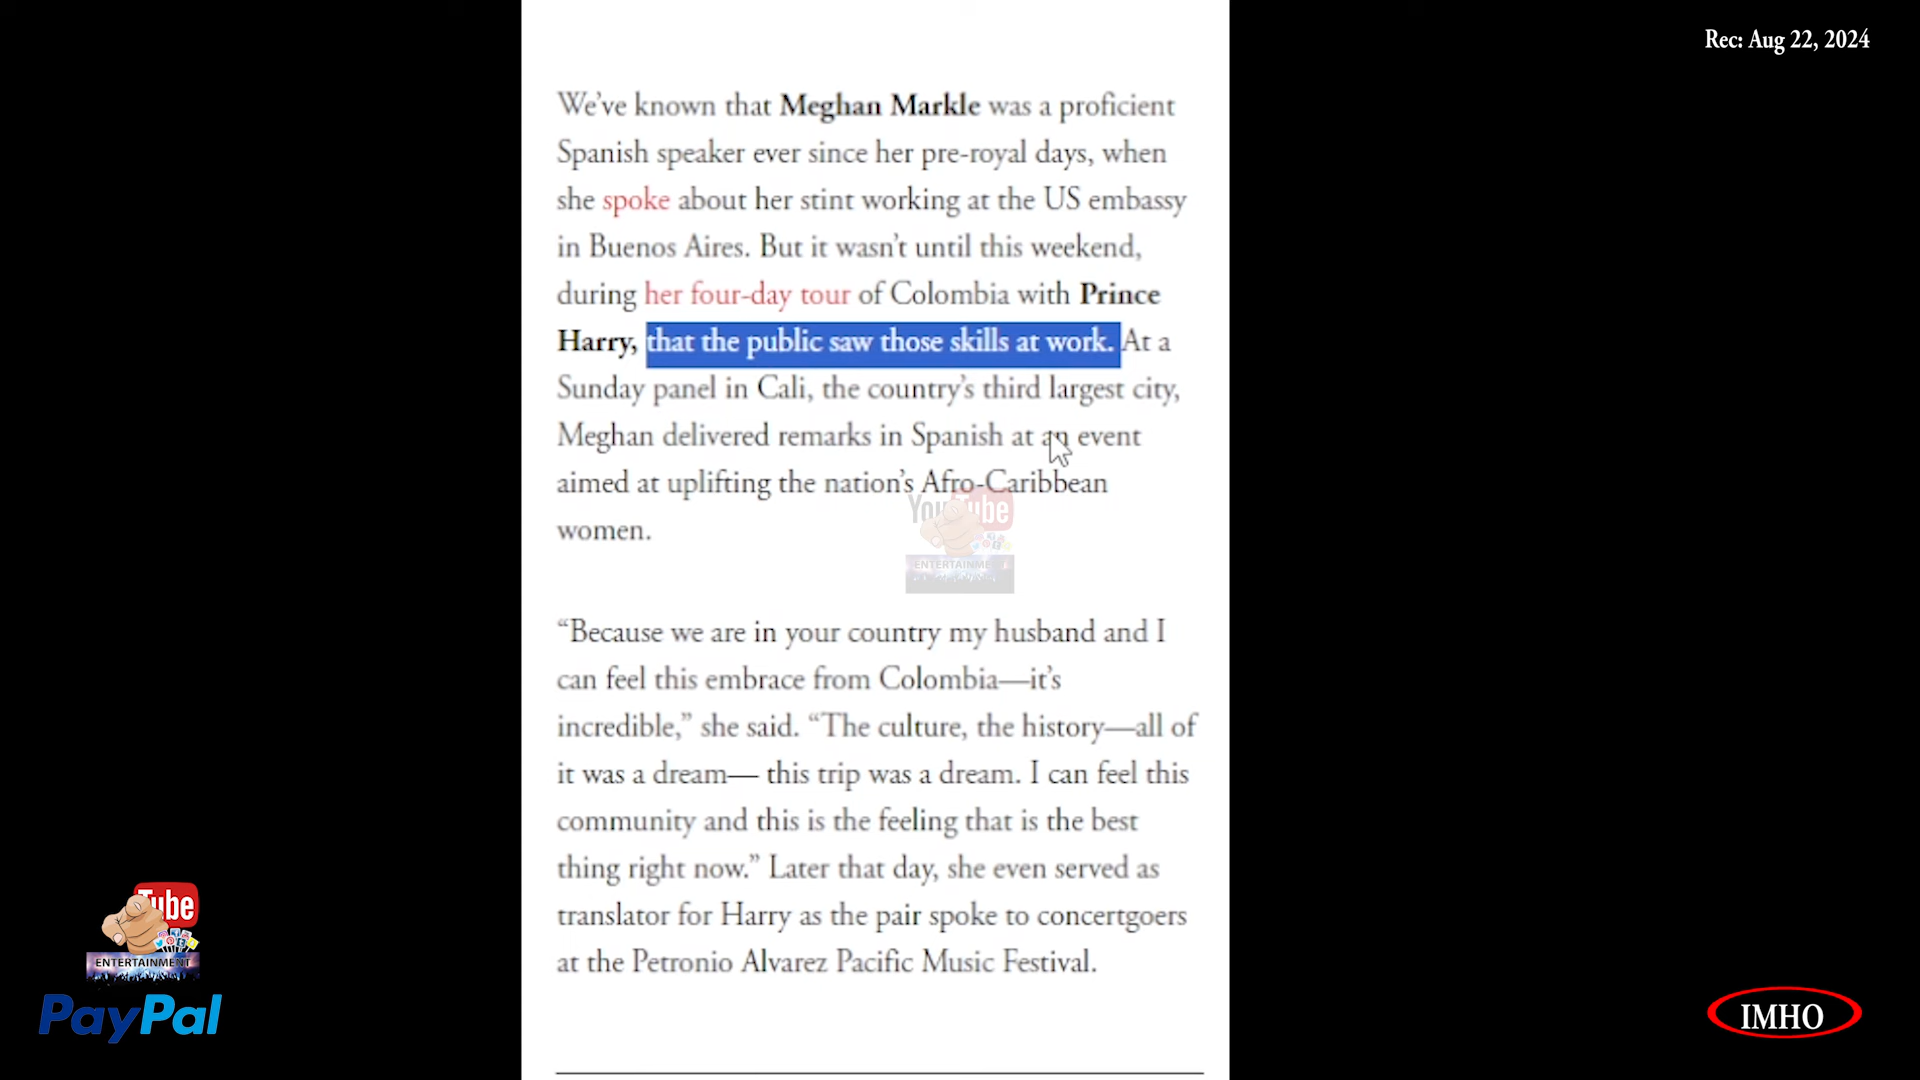 Rec: Aug 22, 2024
We’ve known that Meghan Markle was a proficient
Spanish speaker ever since her pre-royal days, when
she spoke about her stint working at the US embassy
in Buenos Aires. But it wasn’t until this weekend,
during her four-day tour of Colombia with Prince
Harry, that the public saw those skills at work. At a
Sunday panel in Cali, the country’s third largest city,
Meghan delivered remarks in Spanish at an event
aimed at uplifting the nation’s Afro-Caribbean
women.
YouTube
ENTERTAINMENT
“Because we are in your country my husband and I
can feel this embrace from Colombia—it’s
incredible,” she said. “The culture, the history—all of
it was a dream— this trip was a dream. I can feel this
community and this is the feeling that is the best
thing right now.” Later that day, she even served as
translator for Harry as the pair spoke to concertgoers
at the Petronio Alvarez Pacific Music Festival.
Tube
ENTERTAINMENT
PayPal
IMHO